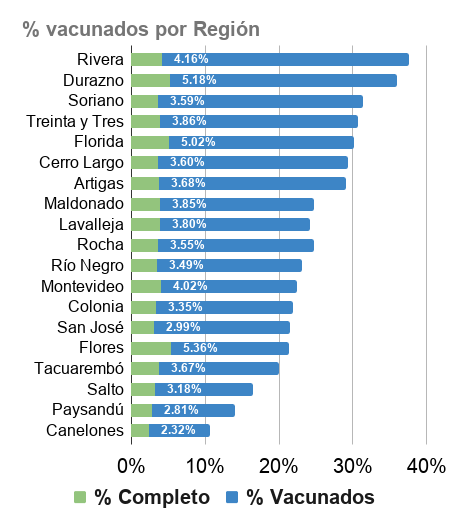 % vacunados por Región
Rivera 4.16%
Durazno 5.18%
Soriano 3.59%
Treinta y Tres 3.86%
Florida 5.02%
Cerro Largo 3.60%
Artigas 3.68%
Maldonado 3.85%
Lavalleja 3.80%
Rocha 3.55%
Río Negro 3.49%
Montevideo 4.02%
Colonia 3.35%
San José 2.99%
Flores 5.36%
Tacuarembó 3.67%
Salto 3.18%
Paysandú 2.81%
Canelones 2.32%
0% 10% 20% 30% 40%
% Completo % Vacunados